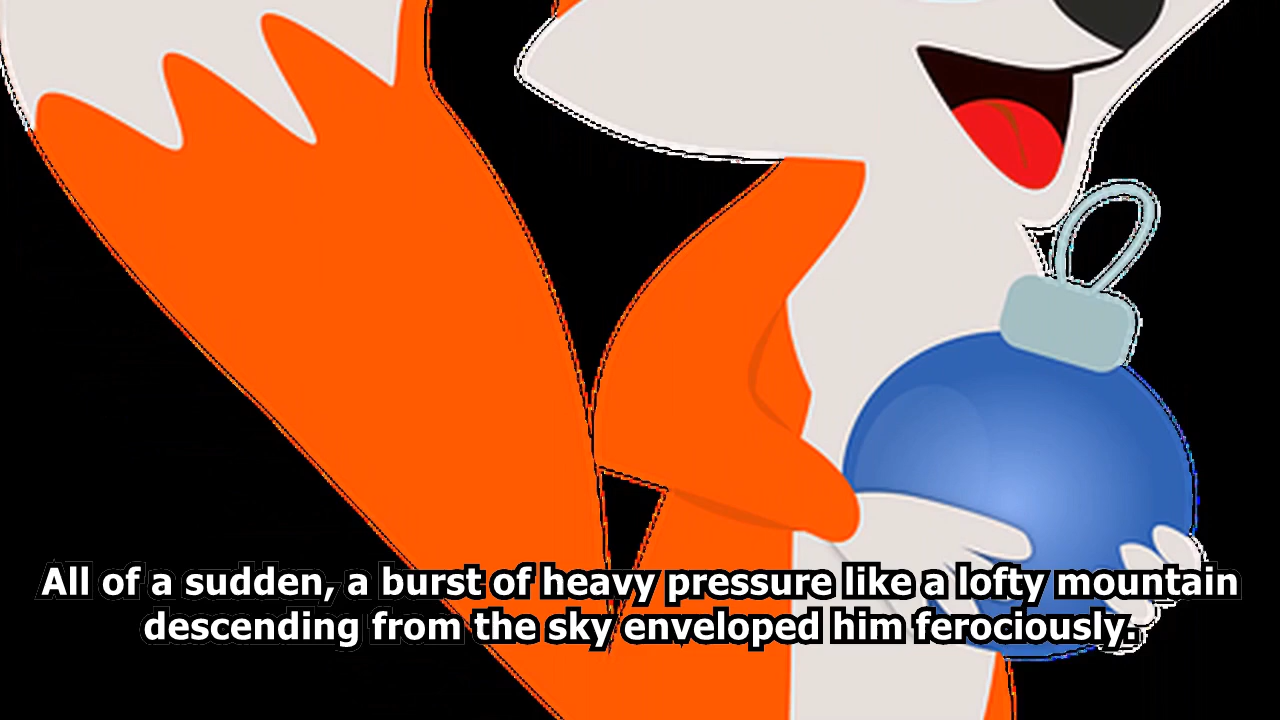 All of a sudden, a burst of heavy pressure like a lofty mountain
descending from the sky enveloped him ferociously.